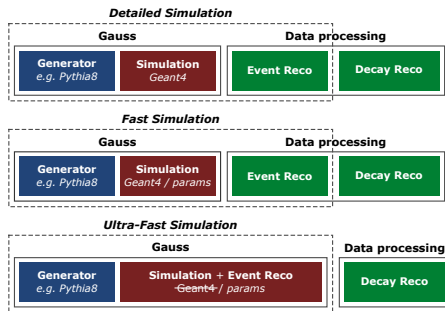 Detailed Simulation
Gauss Data processing
Generator Simulation Event Reco Decay Reco
e.g. Pythia8 Geant4
Fast Simulation
Gauss Data processing
Generator Simulation Event Reco Decay Reco
e.g. Pythia8 Geant4 / params
Ultra-Fast Simulation
Gauss Data processing
Generator Simulation + Event Reco Decay Reco
e.g. Pythia8 Geant4 / params